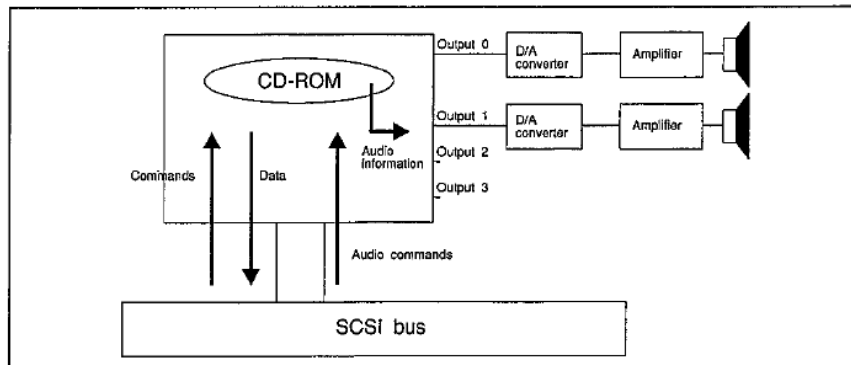 Output 0
D/A
converter
Amplifier
CD-ROM
Output 1
D/A
converter
Amplifier
Audio
information
Output 2
Commands
Data
Output 3
Audio commands
SCSI bus